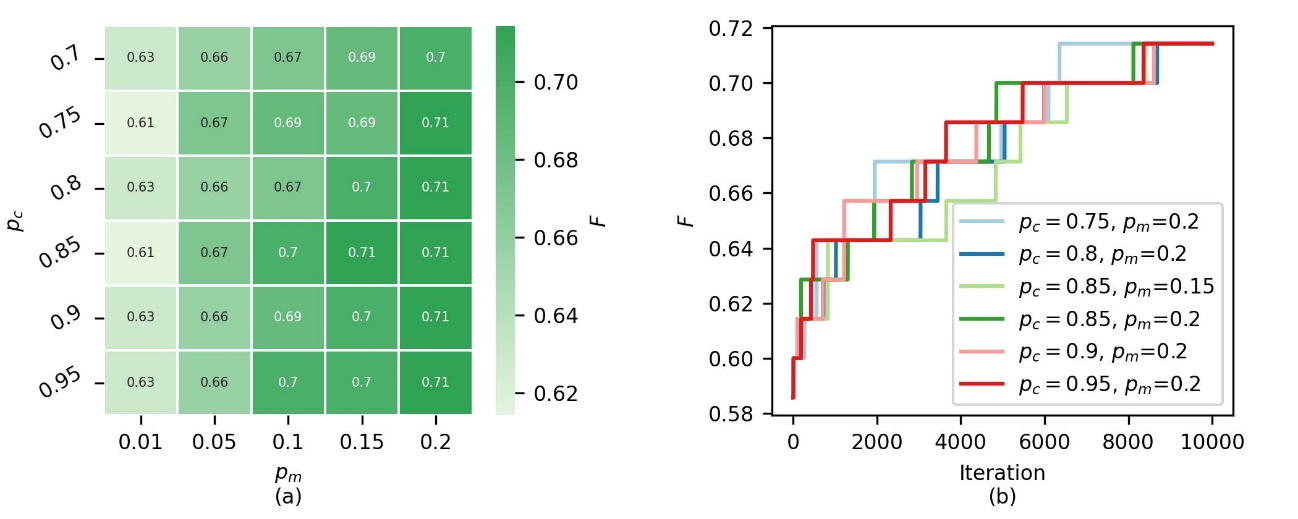 0.7 0.63 0.66 0.67 0.69 0.7
0.75 0.61 0.67 0.69 0.69 0.71
0.8 0.63 0.66 0.67 0.7 0.71
0.85 0.61 0.67 0.7 0.71 0.71
0.9 0.63 0.66 0.69 0.7 0.71
0.95 0.63 0.66 0.7 0.7 0.71
p_c
0.01 0.05 0.1 0.15 0.2
p_m
(a)
0.70
0.68
0.66
0.64
0.62
F
0.72
0.70
0.68
0.66
0.64
0.62
0.60
0.58
F
p_c = 0.75, p_m=0.2
p_c = 0.8, p_m=0.2
p_c = 0.85, p_m=0.15
p_c = 0.85, p_m=0.2
p_c = 0.9, p_m=0.2
p_c = 0.95, p_m=0.2
0 2000 4000 6000 8000 10000
Iteration
(b)